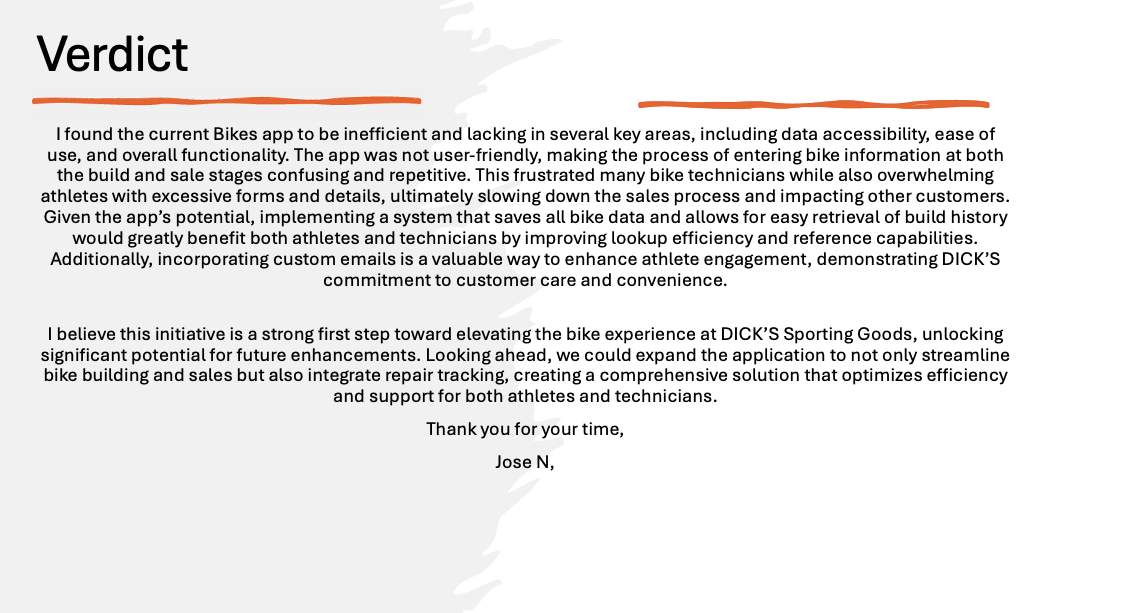 Verdict
I found the current Bikes app to be inefficient and lacking in several key areas, including data accessibility, ease of
use, and overall functionality. The app was not user-friendly, making the process of entering bike information at both
the build and sale stages confusing and repetitive. This frustrated many bike technicians while also overwhelming
athletes with excessive forms and details, ultimately slowing down the sales process and impacting other customers.
Given the app’s potential, implementing a system that saves all bike data and allows for easy retrieval of build history
would greatly benefit both athletes and technicians by improving lookup efficiency and reference capabilities.
Additionally, incorporating custom emails is a valuable way to enhance athlete engagement, demonstrating DICK’S
commitment to customer care and convenience.
I believe this initiative is a strong first step toward elevating the bike experience at DICK’S Sporting Goods, unlocking
significant potential for future enhancements. Looking ahead, we could expand the application to not only streamline
bike building and sales but also integrate repair tracking, creating a comprehensive solution that optimizes efficiency
and support for both athletes and technicians.
Thank you for your time,
Jose N,